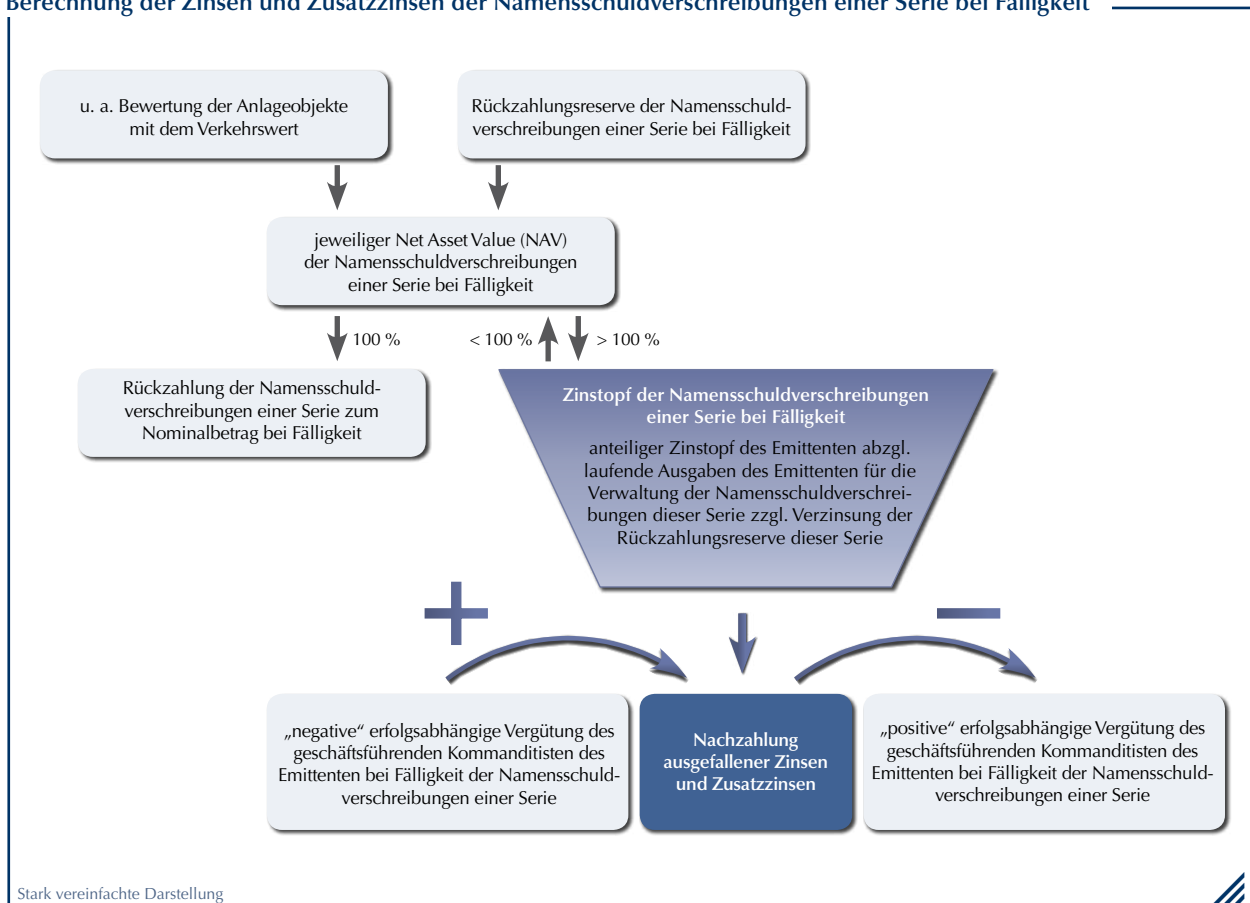 Berechnung der Zinsen und Zusatzzinsen der Namensschuldverschreibungen einer Serie bei Fälligkeit
u. a. Bewertung der Anlageobjekte
mit dem Verkehrswert
Rückzahlungsreserve der Namensschuld-
verschreibungen einer Serie bei Fälligkeit
jeweiliger Net Asset Value (NAV)
der Namensschuldverschreibungen
einer Serie bei Fälligkeit
100 %
< 100 %
> 100 %
Rückzahlung der Namensschuld-
verschreibungen einer Serie zum
Nominalbetrag bei Fälligkeit
Zinstopf der Namensschuldverschreibungen
einer Serie bei Fälligkeit
anteiliger Zinstopf des Emittenten abzgl.
laufende Ausgaben des Emittenten für die
Verwaltung der Namensschuldverschrei-
bungen dieser Serie zzgl. Verzinsung der
Rückzahlungsreserve dieser Serie
+
–
„negative“ erfolgsabhängige Vergütung des
geschäftsführenden Kommanditisten des
Emittenten bei Fälligkeit der Namensschuld-
verschreibungen einer Serie
Nachzahlung
ausgefallener Zinsen
und Zusatzzinsen
„positive“ erfolgsabhängige Vergütung des
geschäftsführenden Kommanditisten des
Emittenten bei Fälligkeit der Namensschuld-
verschreibungen einer Serie
Stark vereinfachte Darstellung